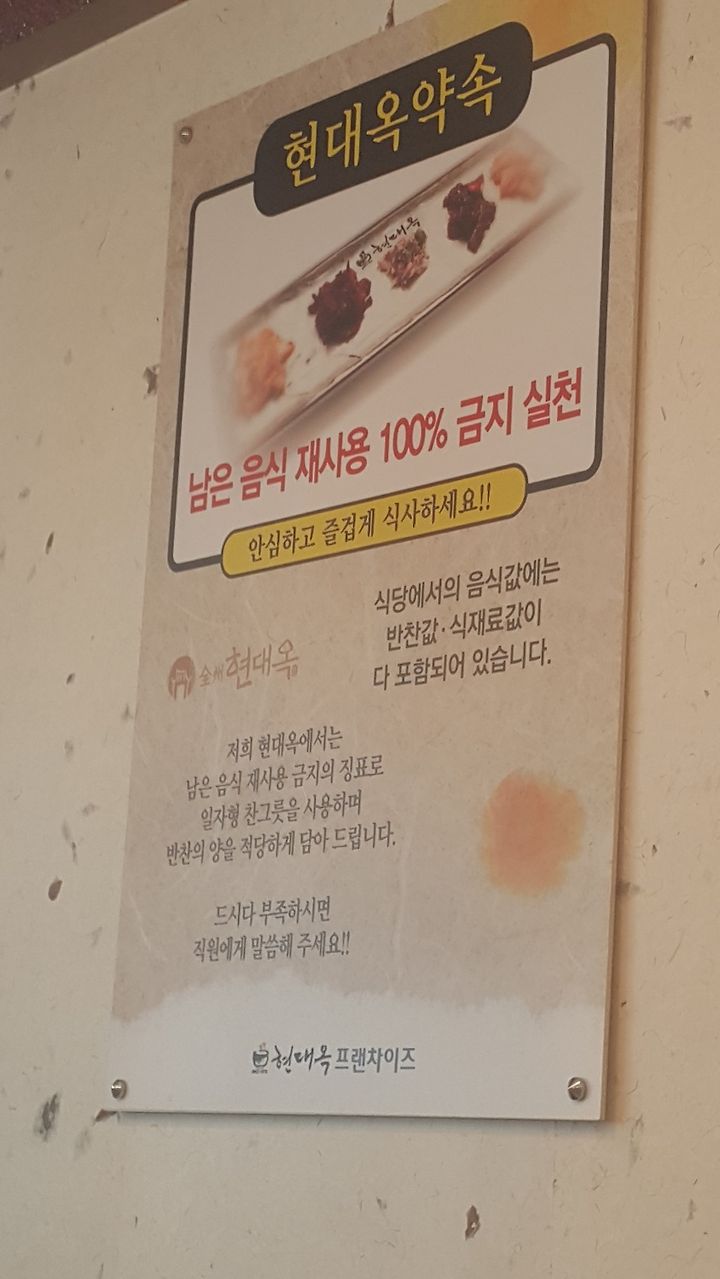 현대옥약속
현대옥
남은 음식 재사용 100% 금지 실천
안심하고 즐겁게 식사하세요!!
식당에서의 음식값에는
반찬값·식재료값이
다 포함되어 있습니다.
全州 현대옥
저희 현대옥에서는
남은 음식 재사용 금지의 징표로
일자형 찬그릇을 사용하며
반찬의 양을 적당하게 담아 드립니다.
드시다 부족하시면
직원에게 말씀해 주세요!!
현대옥 프랜차이즈